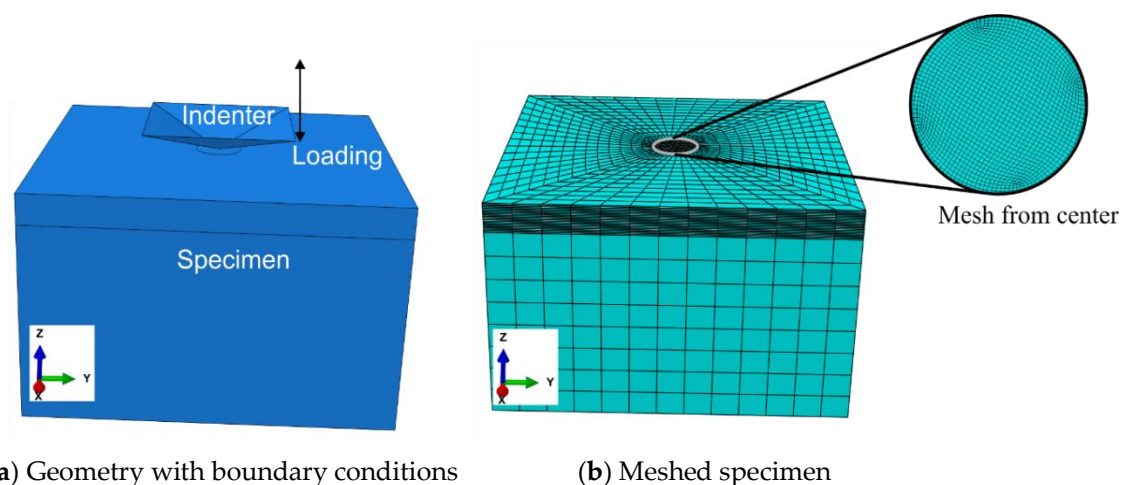 Indenter
Loading
Specimen
Z
Y
X
Z
Y
X
Mesh from center
a) Geometry with boundary conditions
(b) Meshed specimen